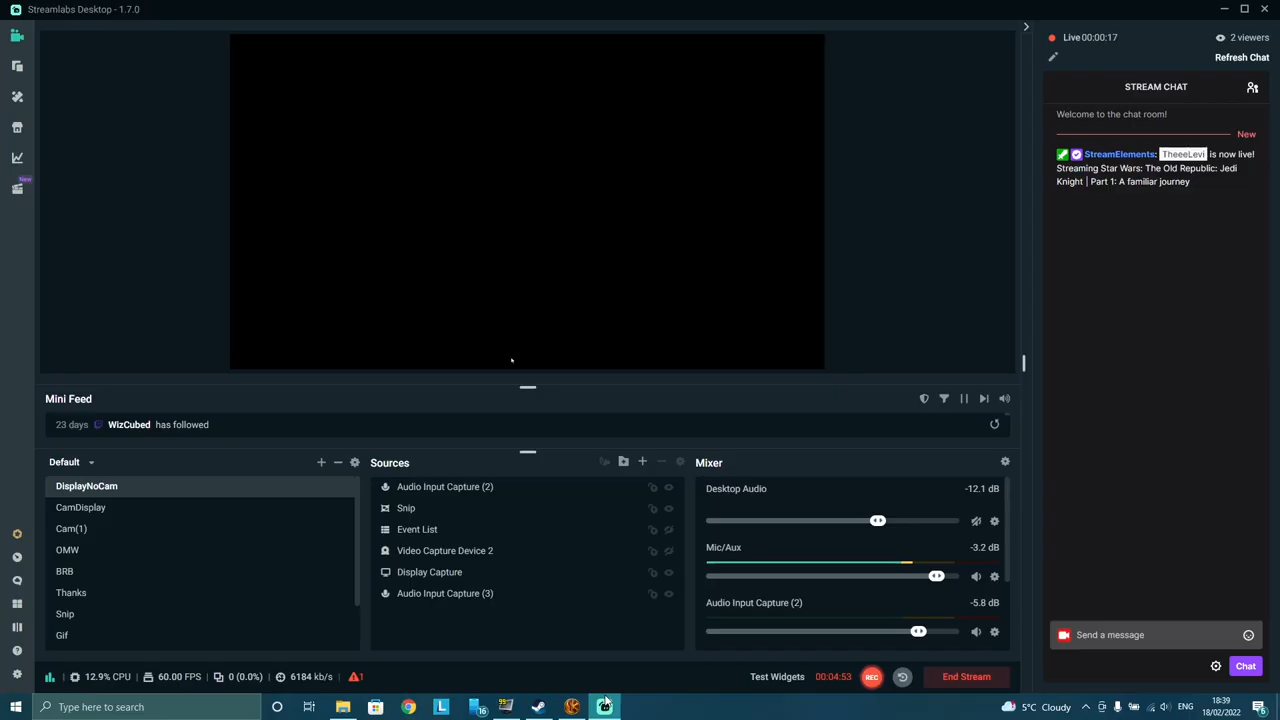 Streamlabs Desktop - 1.7.0
Live 00:00:17
2 viewers
Refresh Chat
STREAM CHAT
Welcome to the chat room!
New
StreamElements: TheeeLevi is now live!
Streaming Star Wars: The Old Republic: Jedi
Knight | Part 1: A familiar journey
New
Mini Feed
23 days WizCubed has followed
Default
DisplayNoCam
CamDisplay
Cam(1)
OMW
BRB
Thanks
Snip
Gif
Sources
Audio Input Capture (2)
Snip
Event List
Video Capture Device 2
Display Capture
Audio Input Capture (3)
Mixer
Desktop Audio -12.1 dB
Mic/Aux -3.2 dB
Audio Input Capture (2) -5.8 dB
Send a message
Chat
12.9% CPU 60.00 FPS 0 (0.0%) 6184 kb/s 1
Test Widgets 00:04:53 REC End Stream
Type here to search
16
99
5°C Cloudy
ENG
18:39
18/02/2022
6